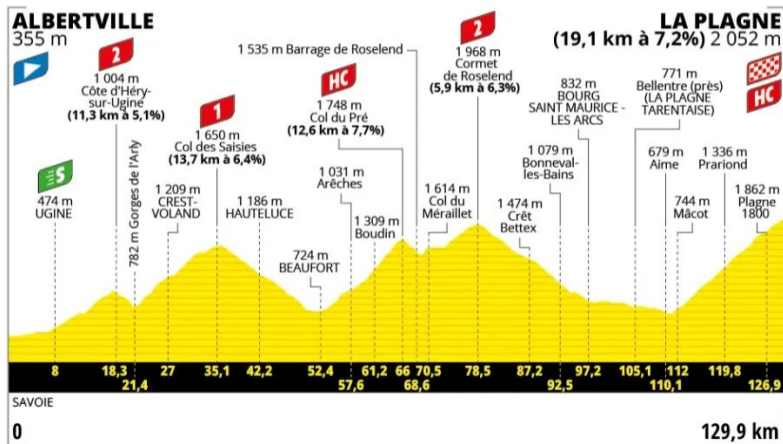 ALBERTVILLE
355 m
LA PLAGNE
(19,1 km à 7,2%) 2 052 m
HC
S
474 m
UGINE
2
1 004 m
Côte d'Héry-
sur-Ugine
(11,3 km à 5,1%)
782 m Gorges de l'Arly
1 209 m
CREST-
VOLAND
1
1 650 m
Col des Saisies
(13,7 km à 6,4%)
1 186 m
HAUTELUCE
724 m
BEAUFORT
1 031 m
Arêches
1 309 m
Boudin
HC
1 748 m
Col du Pré
(12,6 km à 7,7%)
1 535 m Barrage de Roselend
1 614 m
Col du
Méraillet
2
1 968 m
Cormet
de Roselend
(5,9 km à 6,3%)
1 474 m
Crêt
Bettex
1 079 m
Bonneval-
les-Bains
832 m
BOURG
SAINT MAURICE -
LES ARCS
771 m
Bellentre (près)
(LA PLAGNE
TARENTAISE)
679 m
Aime
744 m
Mâcot
1 336 m
Prariond
1 862 m
Plagne
1800
8
18,3
21,4
27
35,1
42,2
52,4
57,6
61,2
66
68,6
70,5
78,5
87,2
92,5
97,2
105,1
110,1
112
119,8
126,9
SAVOIE
0
129,9 km